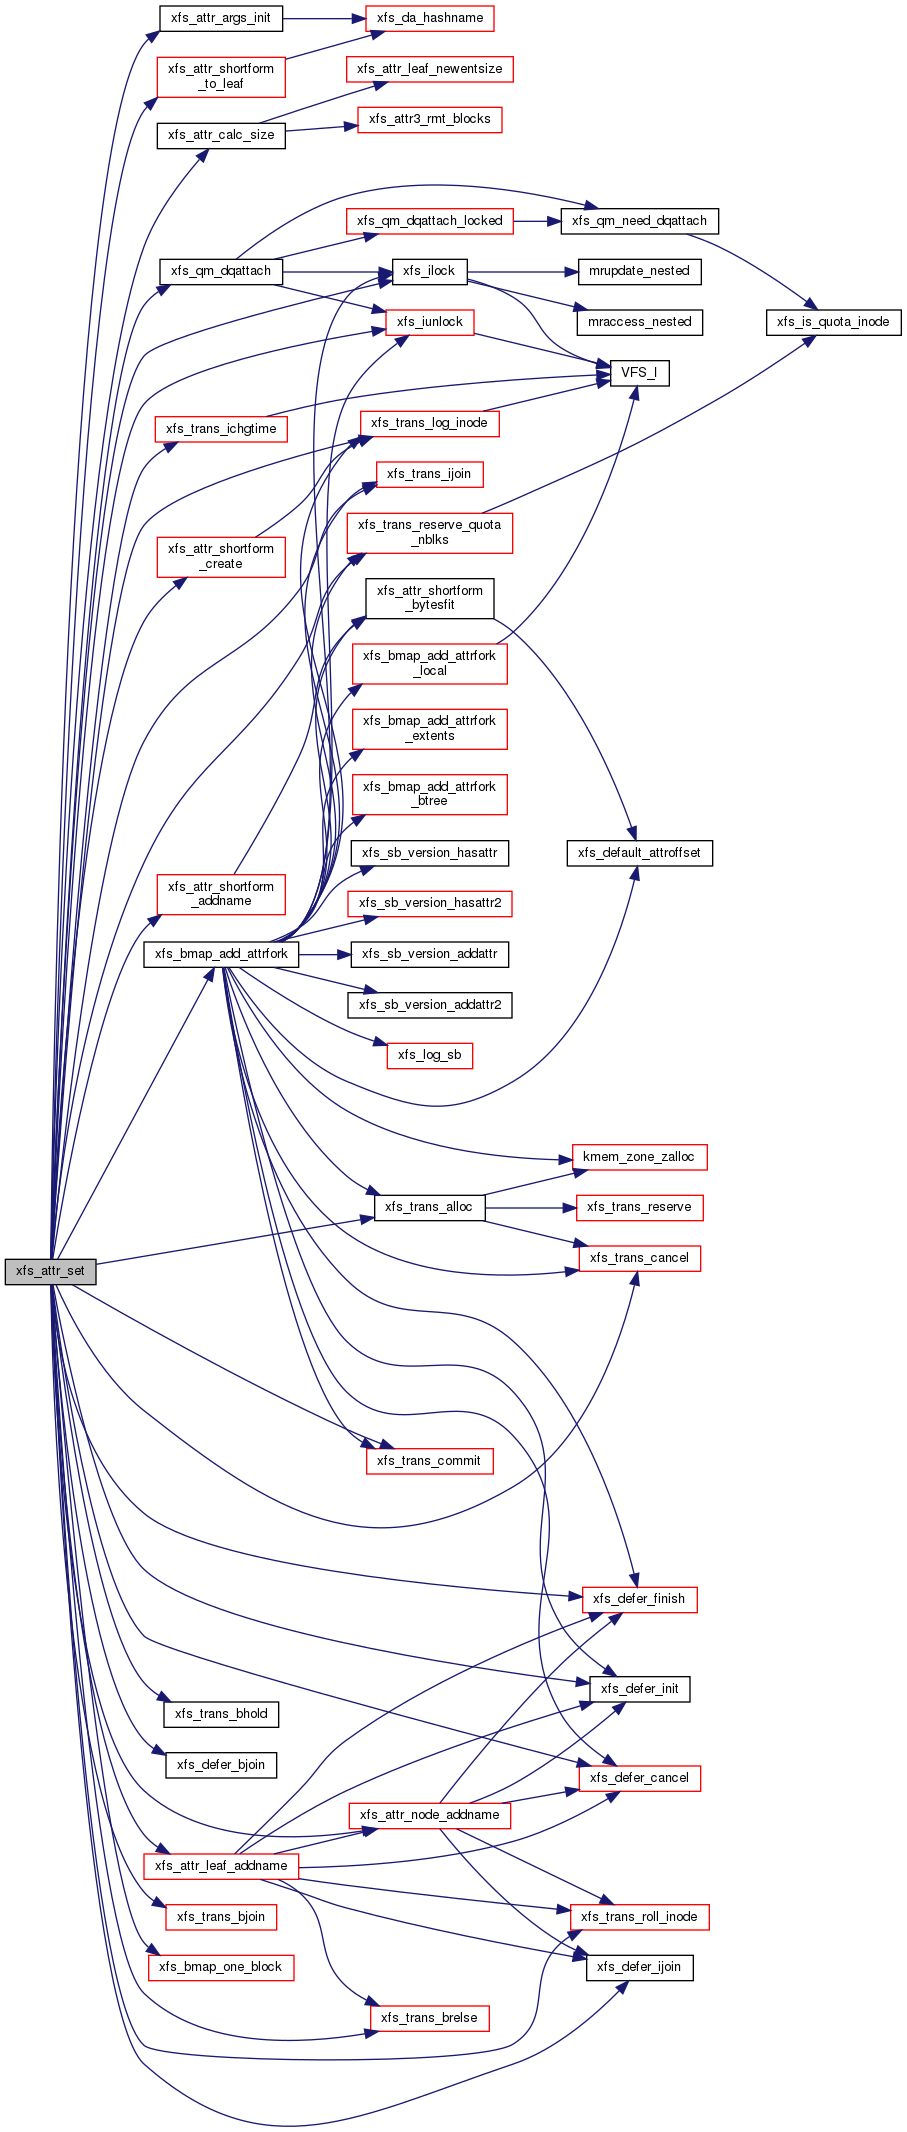 xfs_attr_args_init
xfs_da_hashname
xfs_attr_shortform
_to_leaf
xfs_attr_leaf_newentsize
xfs_attr3_rmt_blocks
xfs_attr_calc_size
xfs_qm_dqattach_locked
xfs_qm_need_dqattach
xfs_qm_dqattach
xfs_ilock
mrupdate_nested
xfs_iunlock
mraccess_nested
xfs_is_quota_inode
VFS_I
xfs_trans_ichgtime
xfs_trans_log_inode
xfs_trans_ijoin
xfs_trans_reserve_quota
_nblks
xfs_attr_shortform
_create
xfs_attr_shortform
_bytesfit
xfs_bmap_add_attrfork
_local
xfs_bmap_add_attrfork
_extents
xfs_bmap_add_attrfork
_btree
xfs_sb_version_hasattr
xfs_default_attroffset
xfs_attr_shortform
_addname
xfs_sb_version_hasattr2
xfs_bmap_add_attrfork
xfs_sb_version_addattr
xfs_sb_version_addattr2
xfs_log_sb
kmem_zone_zalloc
xfs_trans_alloc
xfs_trans_reserve
xfs_trans_cancel
xfs_attr_set
xfs_trans_commit
xfs_defer_finish
xfs_defer_init
xfs_trans_bhold
xfs_defer_bjoin
xfs_defer_cancel
xfs_attr_node_addname
xfs_attr_leaf_addname
xfs_trans_bjoin
xfs_trans_roll_inode
xfs_bmap_one_block
xfs_defer_ijoin
xfs_trans_brelse